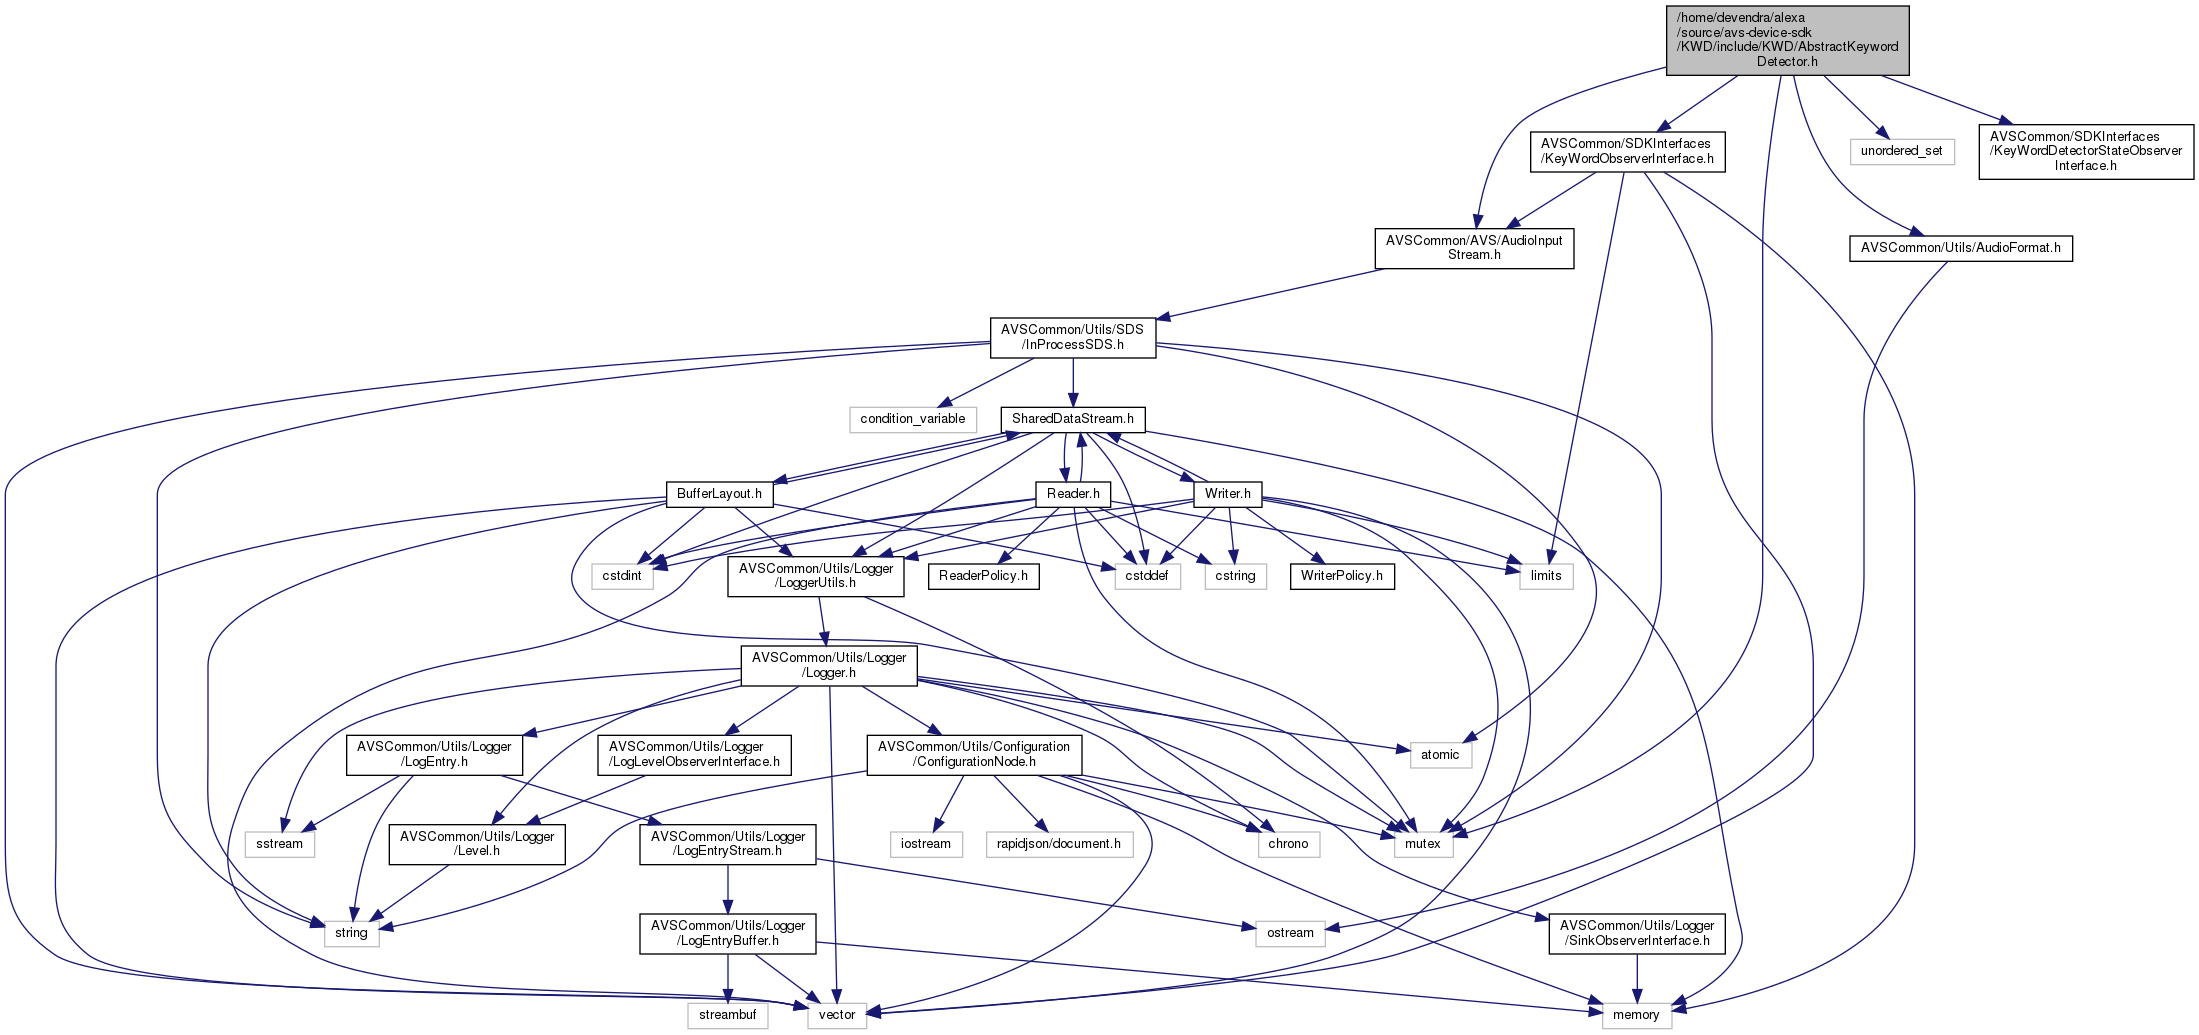 /home/devendra/alexa
/source/avs-device-sdk
/KWD/include/KWD/AbstractKeyword
Detector.h
AVSCommon/SDKInterfaces
/KeyWordObserverInterface.h
unordered_set
AVSCommon/SDKInterfaces
/KeyWordDetectorStateObserver
Interface.h
AVSCommon/AVS/AudioInput
Stream.h
AVSCommon/Utils/AudioFormat.h
AVSCommon/Utils/SDS
/InProcessSDS.h
condition_variable
SharedDataStream.h
BufferLayout.h
Reader.h
Writer.h
cstdint
AVSCommon/Utils/Logger
/LoggerUtils.h
ReaderPolicy.h
cstddef
cstring
WriterPolicy.h
limits
AVSCommon/Utils/Logger
/Logger.h
AVSCommon/Utils/Logger
/LogEntry.h
AVSCommon/Utils/Logger
/LogLevelObserverInterface.h
AVSCommon/Utils/Configuration
/ConfigurationNode.h
atomic
sstream
AVSCommon/Utils/Logger
/Level.h
AVSCommon/Utils/Logger
/LogEntryStream.h
iostream
rapidjson/document.h
chrono
mutex
string
AVSCommon/Utils/Logger
/LogEntryBuffer.h
ostream
AVSCommon/Utils/Logger
/SinkObserverInterface.h
streambuf
vector
memory